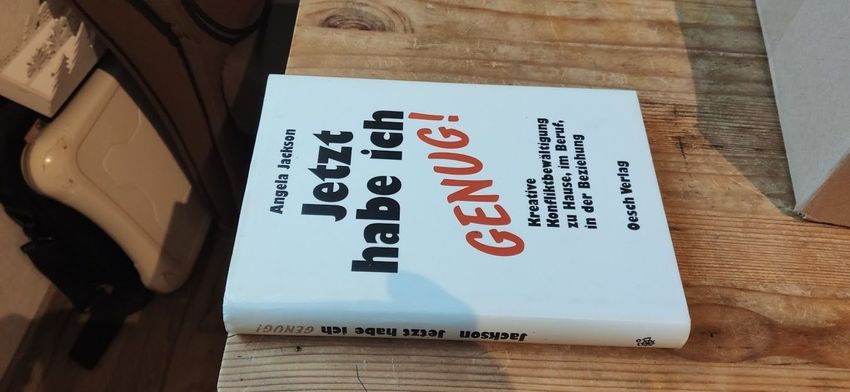 Angela Jackson
Jetzt
habe ich
GENUG!
Kreative
Konfliktbewältigung
zu Hause, im Beruf,
in der Beziehung
Oesch Verlag
Jackson Jetzt habe ich GENUG!